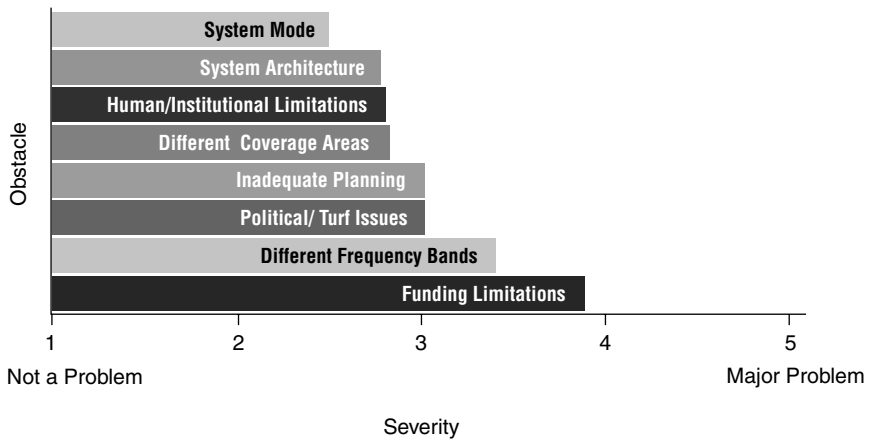 System Mode
System Architecture
Human/Institutional Limitations
Different Coverage Areas
Inadequate Planning
Political/ Turf Issues
Different Frequency Bands
Funding Limitations
Obstacle
1 2 3 4 5
Not a Problem Major Problem
Severity